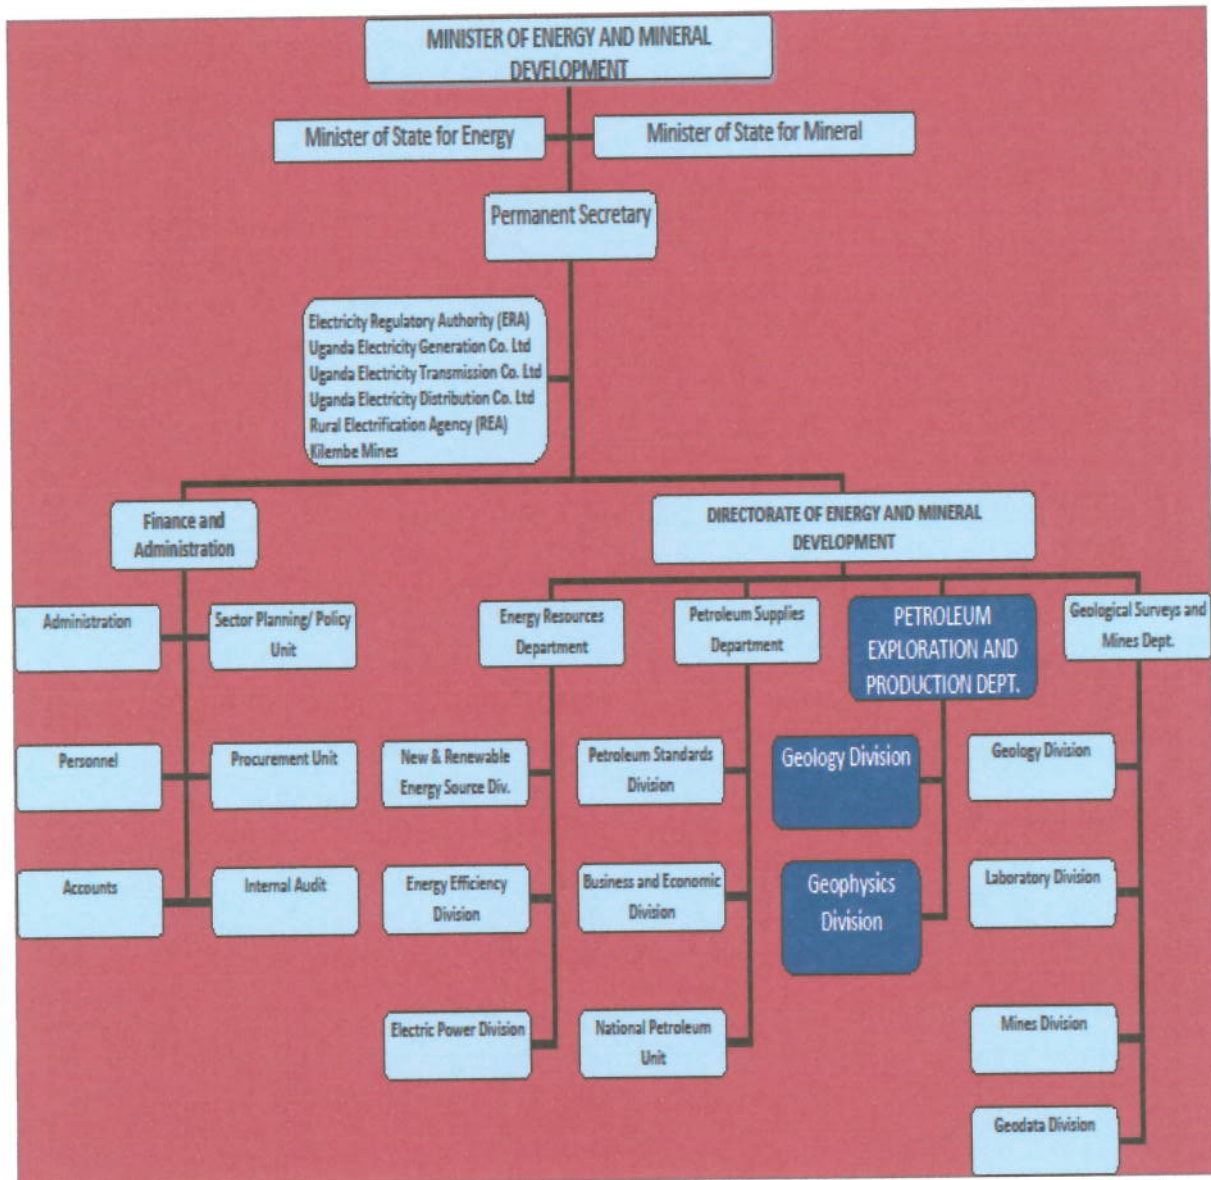 MINISTER OF ENERGY AND MINERAL
DEVELOPMENT
Minister of State for Energy
Minister of State for Mineral
Permanent Secretary
Electricity Regulatory Authority (ERA)
Uganda Electricity Generation Co. Ltd
Uganda Electricity Transmission Co. Ltd
Uganda Electricity Distribution Co. Ltd
Rural Electrification Agency (REA)
Kilembe Mines
Finance and
Administration
DIRECTORATE OF ENERGY AND MINERAL
DEVELOPMENT
Administration
Sector Planning/ Policy
Unit
Energy Resources
Department
Petroleum Supplies
Department
PETROLEUM
EXPLORATION AND
PRODUCTION DEPT.
Geological Surveys and
Mines Dept.
Personnel
Procurement Unit
New & Renewable
Energy Source Div.
Petroleum Standards
Division
Geology Division
Geology Division
Accounts
Internal Audit
Energy Efficiency
Division
Business and Economic
Division
Geophysics
Division
Laboratory Division
Electric Power Division
National Petroleum
Unit
Mines Division
Geodata Division